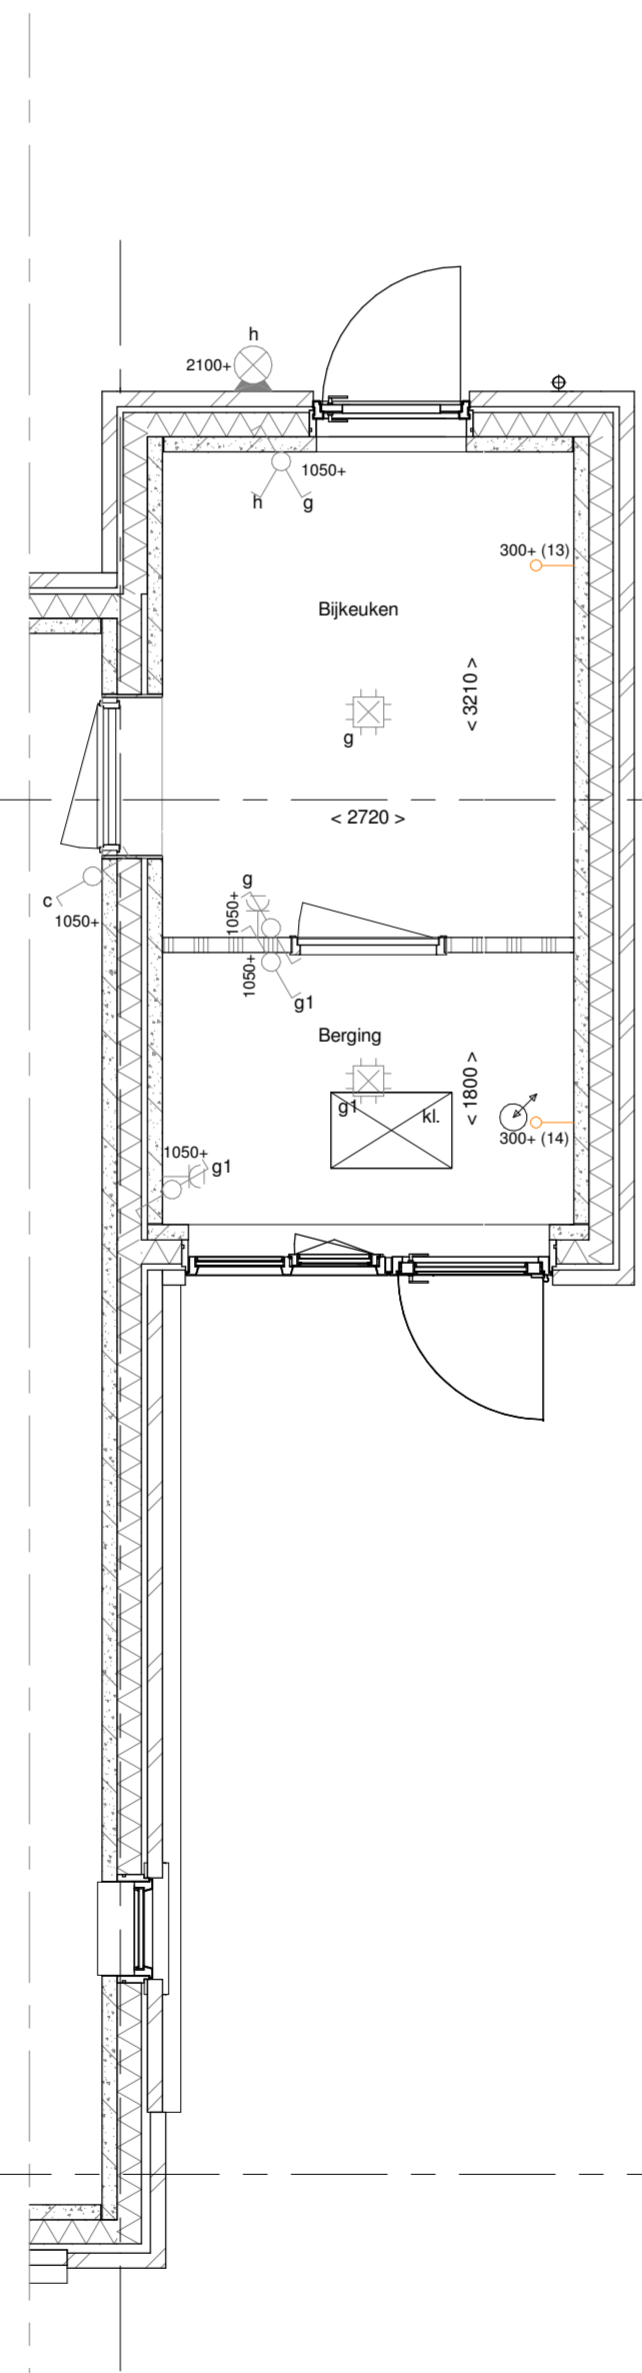 h
2100+
1050+
h
g
300+ (13)
Bijkeuken
< 3210 >
g
< 2720 >
c
1050+
g
1050+
1050+
g1
Berging
< 1800 >
g1
kl.
300+ (14)
1050+
g1